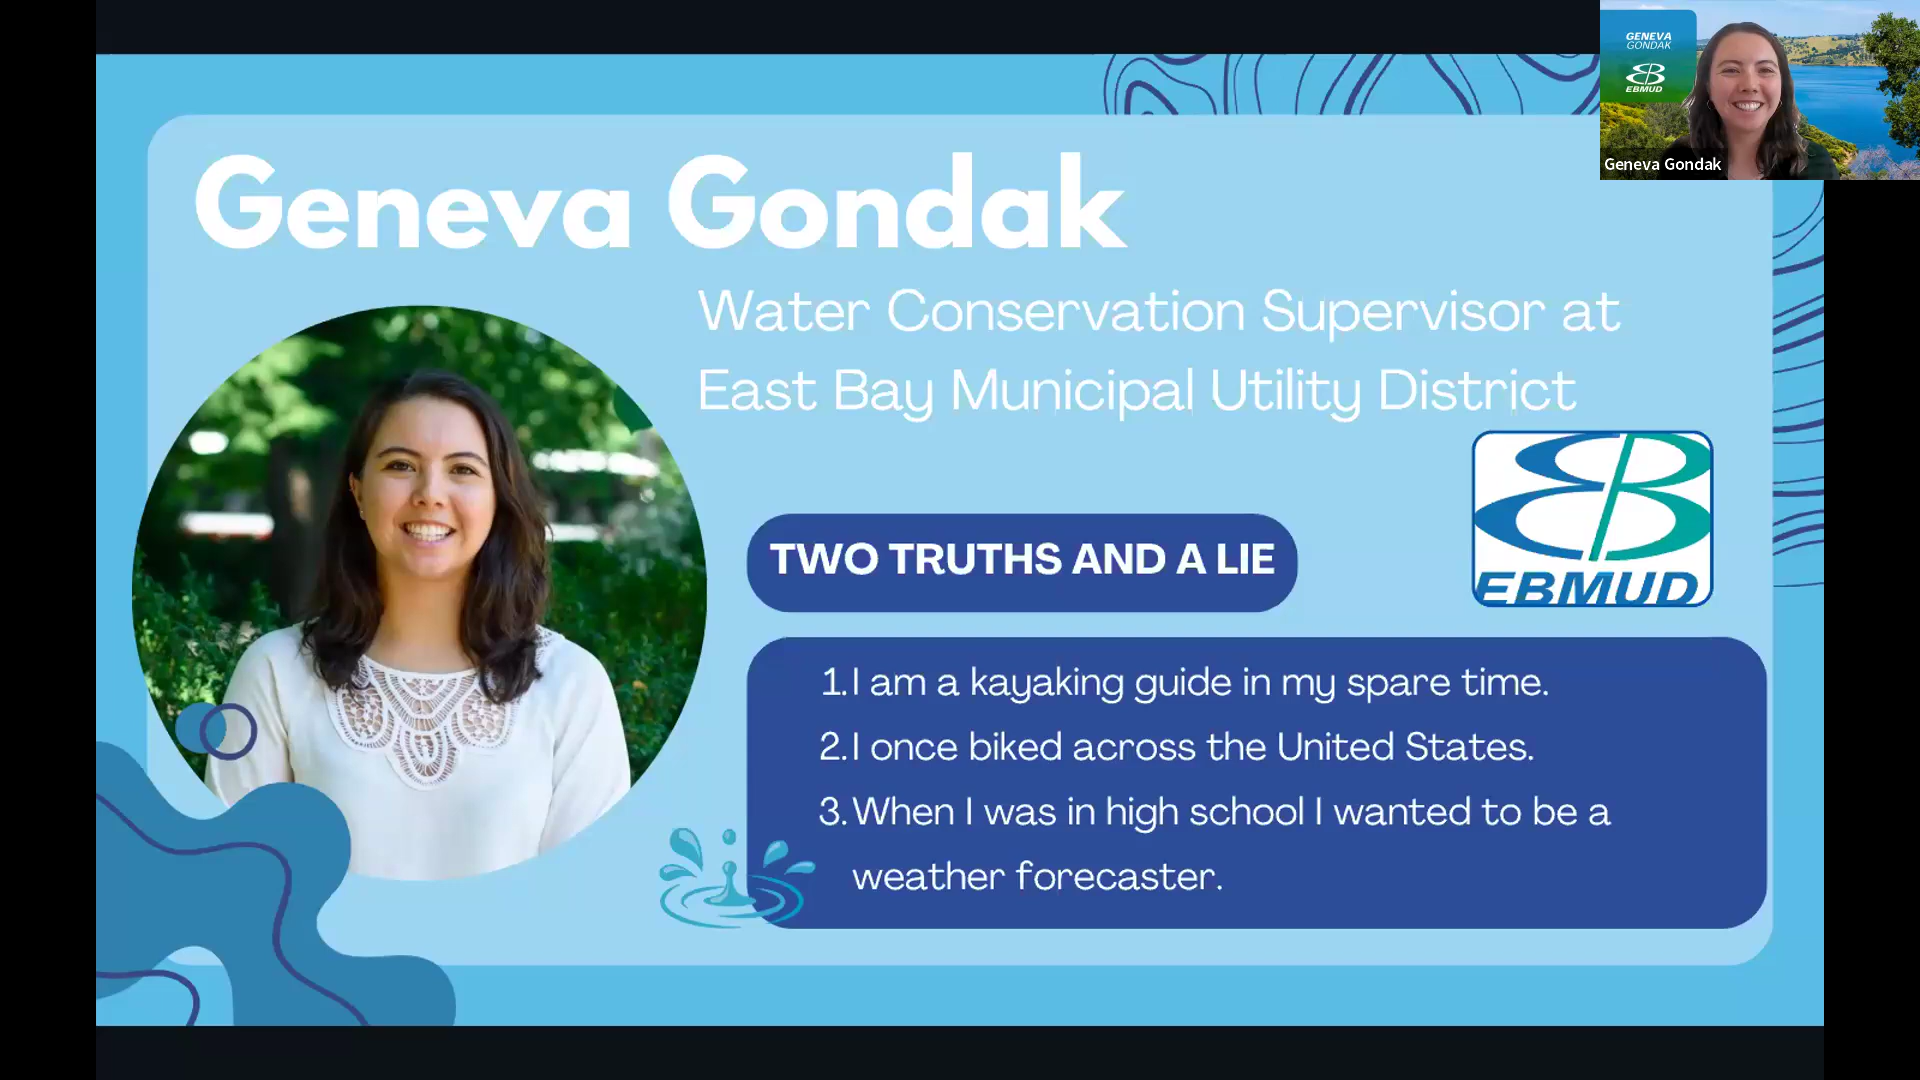 GENEVA
GONDAK
EBMUD
Geneva Gondak
Geneva Gondak
Water Conservation Supervisor at
East Bay Municipal Utility District
EBMUD
TWO TRUTHS AND A LIE
1. I am a kayaking guide in my spare time.
2. I once biked across the United States.
3. When I was in high school I wanted to be a
weather forecaster.